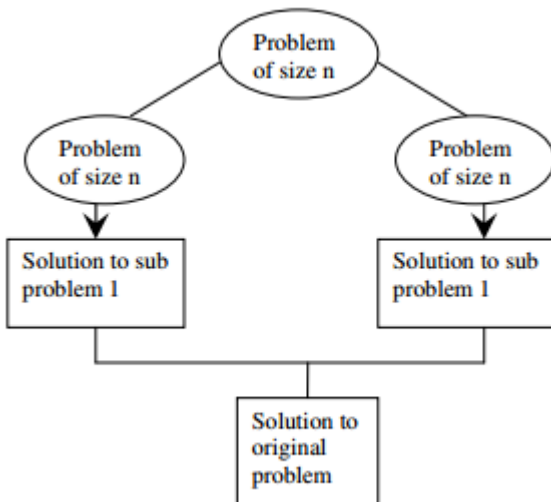 Problem
of size n
Problem
of size n
Problem
of size n
Solution to sub
problem 1
Solution to sub
problem 1
Solution to
original
problem